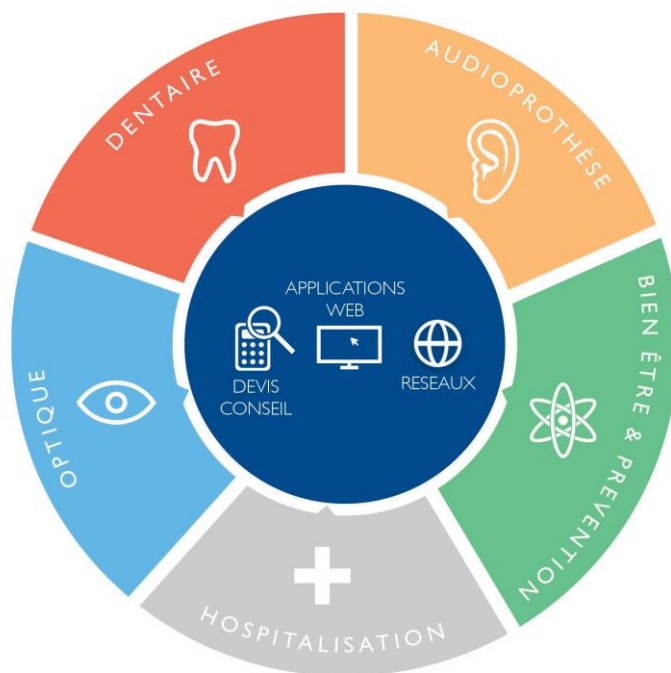 DENTAIRE
AUDIOPROTHÈSE
BIEN ÊTRE & PREVENTION
HOSPITALISATION
OPTIQUE
APPLICATIONS
WEB
DEVIS
CONSEIL
RESEAUX